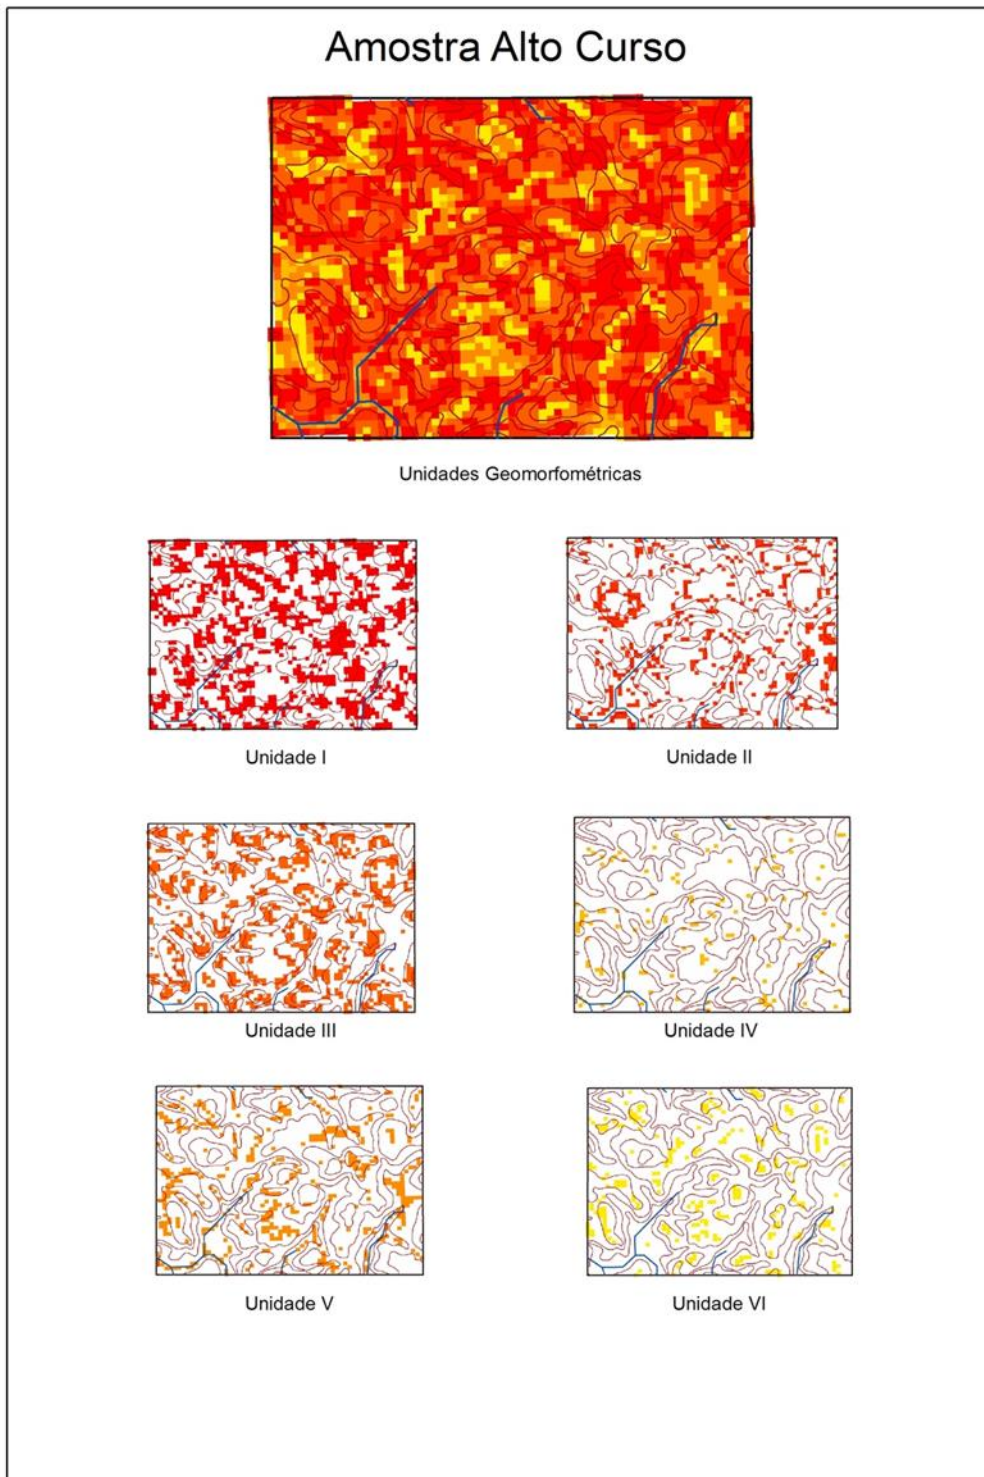 Amostra Alto Curso
Unidades Geomorfométricas
Unidade I
Unidade II
Unidade III
Unidade IV
Unidade V
Unidade VI